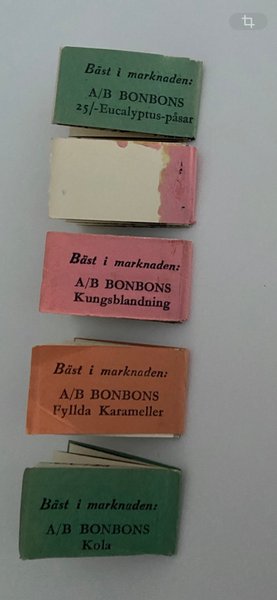 Bäst i marknaden:
A/B BONBONS
25/-Eucalyptus-påsar
Bäst i marknaden:
A/B BONBONS
Kungsblandning
Bäst i marknaden:
A/B BONBONS
Fyllda Karameller
Bäst i marknaden:
A/B BONBONS
Kola